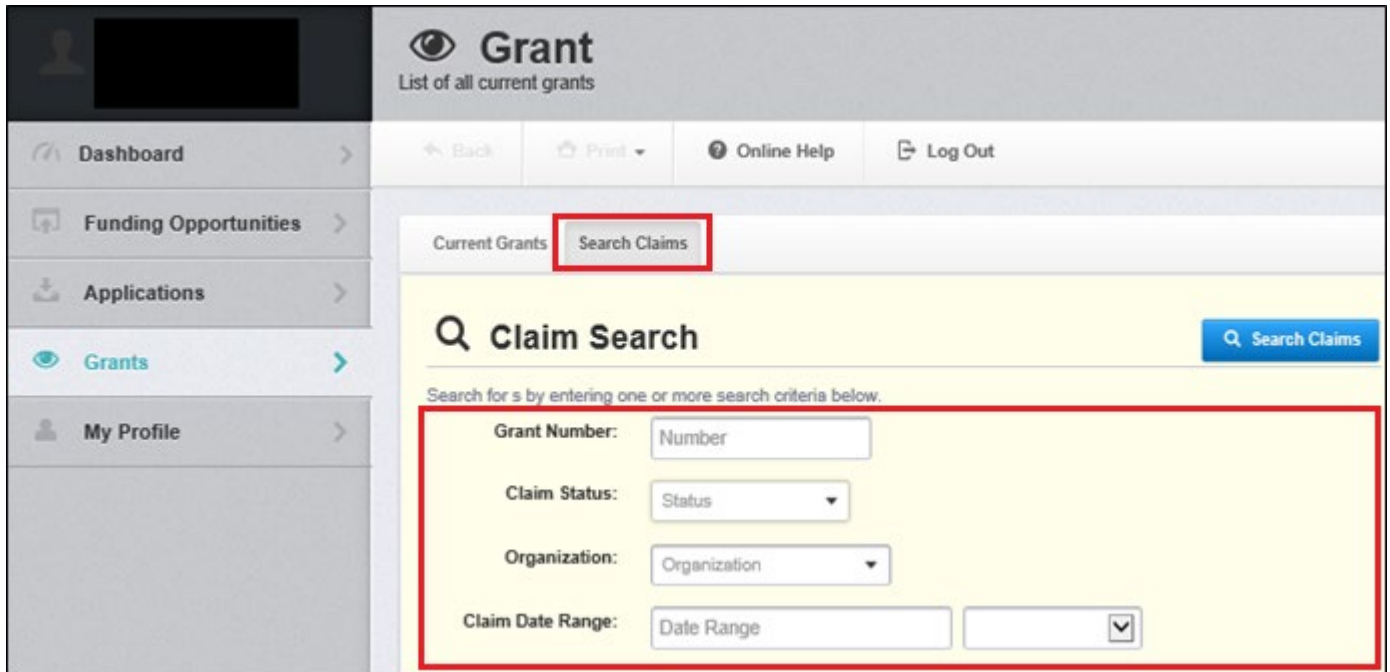 Grant
List of all current grants
Dashboard
Funding Opportunities
Applications
Grants
My Profile
Back Print Online Help Log Out
Current Grants Search Claims
Claim Search
Search Claims
Search for s by entering one or more search criteria below.
Grant Number: Number
Claim Status: Status
Organization: Organization
Claim Date Range: Date Range